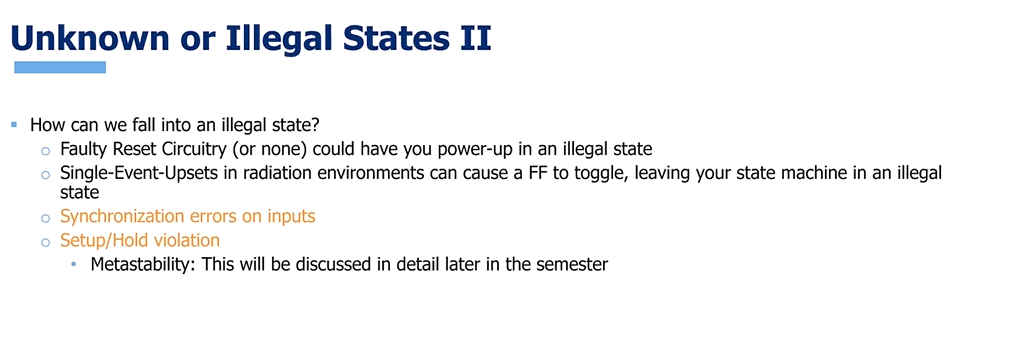 Unknown or Illegal States II
▪ How can we fall into an illegal state?
o Faulty Reset Circuitry (or none) could have you power-up in an illegal state
o Single-Event-Upsets in radiation environments can cause a FF to toggle, leaving your state machine in an illegal
state
o Synchronization errors on inputs
o Setup/Hold violation
• Metastability: This will be discussed in detail later in the semester